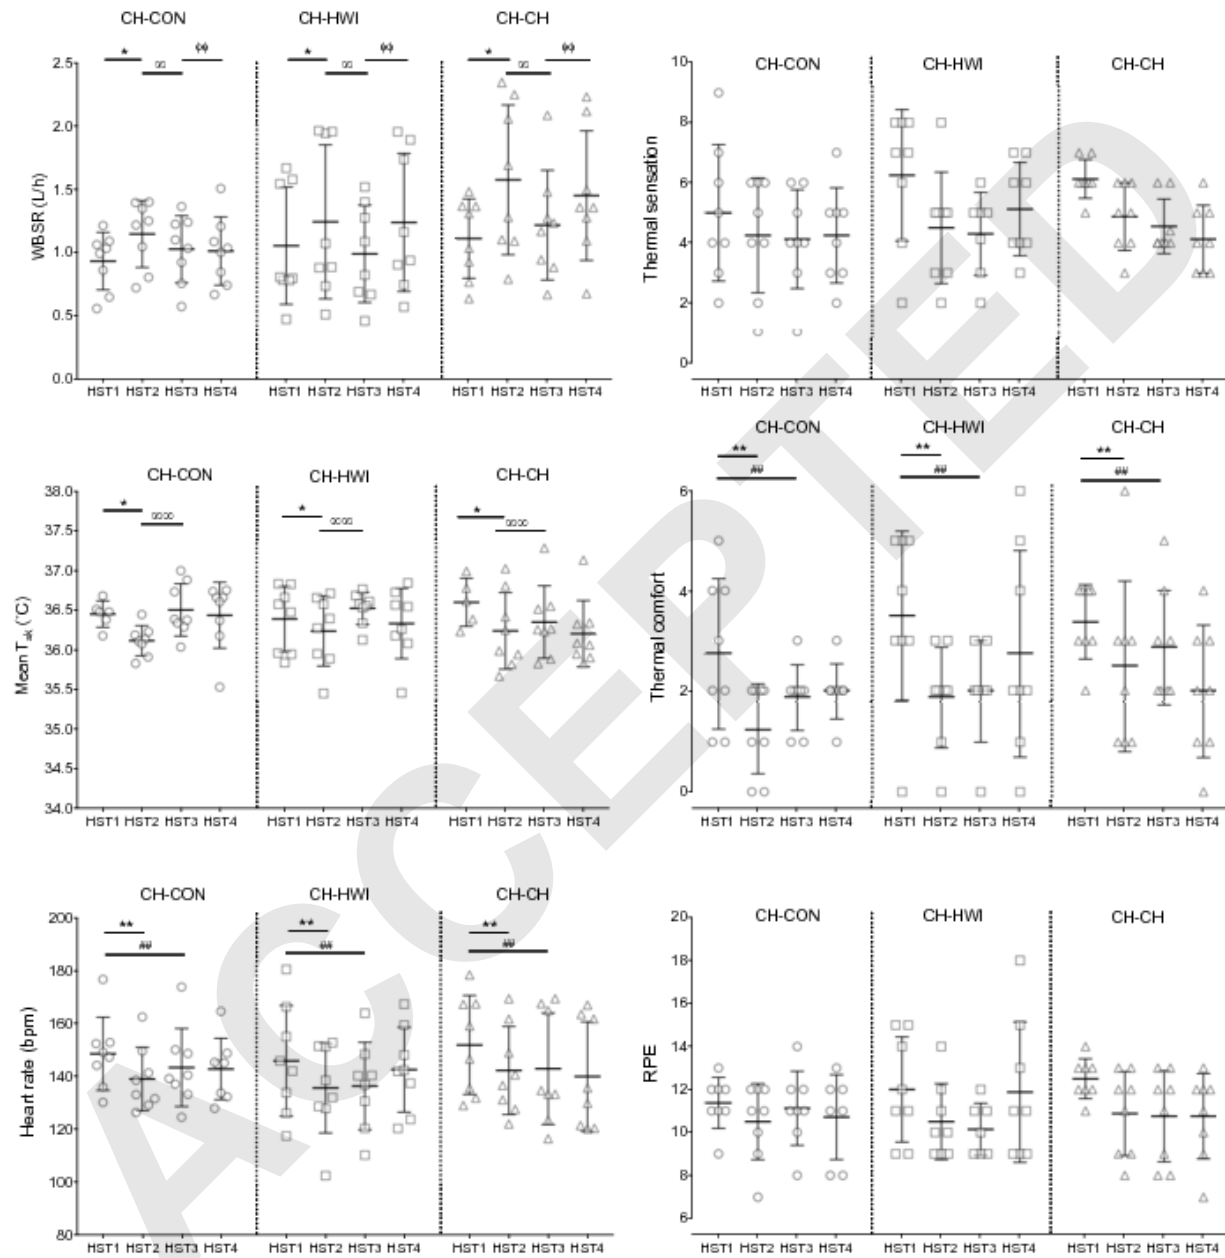 CH-CON CH-HWI CH-CH
* ∞ ϕϕ * ∞ ϕϕ * ∞ ϕϕ
WBSR (L/h)
2.5
2.0
1.5
1.0
0.5
0.0
HST1 HST2 HST3 HST4 HST1 HST2 HST3 HST4 HST1 HST2 HST3 HST4
CH-CON CH-HWI CH-CH
Thermal sensation
10
8
6
4
2
0
HST1 HST2 HST3 HST4 HST1 HST2 HST3 HST4 HST1 HST2 HST3 HST4
CH-CON CH-HWI CH-CH
* ∞∞ * ∞∞ * ∞∞
Mean Tsk (°C)
38.0
37.5
37.0
36.5
36.0
35.5
35.0
34.5
34.0
HST1 HST2 HST3 HST4 HST1 HST2 HST3 HST4 HST1 HST2 HST3 HST4
CH-CON CH-HWI CH-CH
** ## ** ## ** ##
Thermal comfort
6
4
2
0
HST1 HST2 HST3 HST4 HST1 HST2 HST3 HST4 HST1 HST2 HST3 HST4
CH-CON CH-HWI CH-CH
** ## ** ## ** ##
Heart rate (bpm)
200
180
160
140
120
100
80
HST1 HST2 HST3 HST4 HST1 HST2 HST3 HST4 HST1 HST2 HST3 HST4
CH-CON CH-HWI CH-CH
RPE
20
18
16
14
12
10
8
6
HST1 HST2 HST3 HST4 HST1 HST2 HST3 HST4 HST1 HST2 HST3 HST4
ACCEPTED